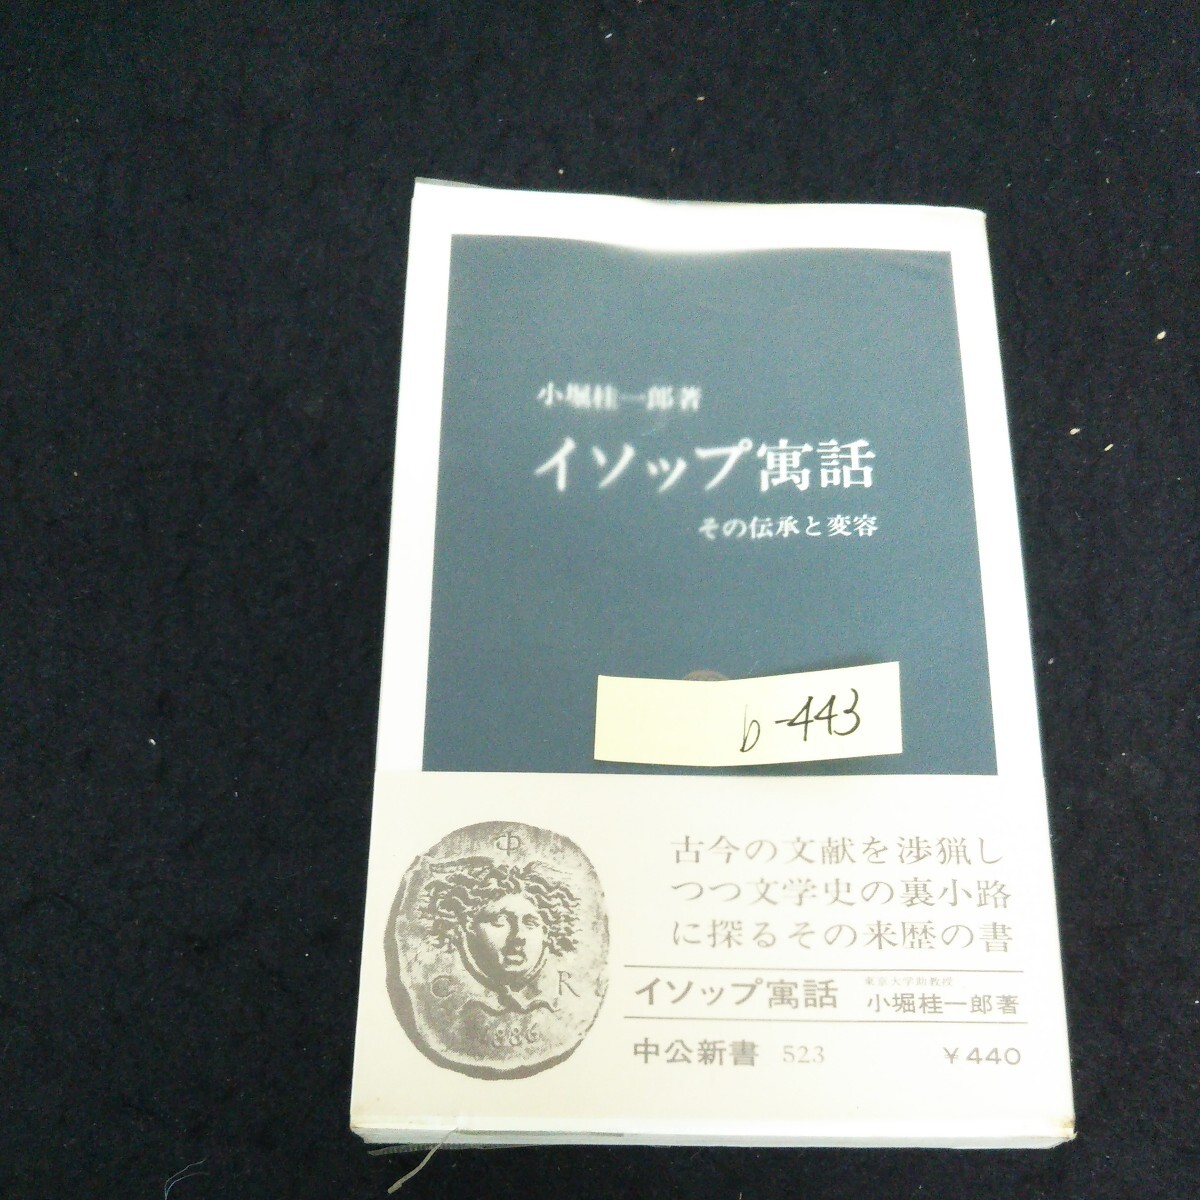 小堀桂一郎著
イソップ寓話
その伝承と変容
b-443
古今の文献を渉猟し
つつ文学史の裏小路
に探るその来歴の書
イソップ寓話
東京大学助教授
小堀桂一郎著
中公新書 523
¥440
Φ
C R
1886